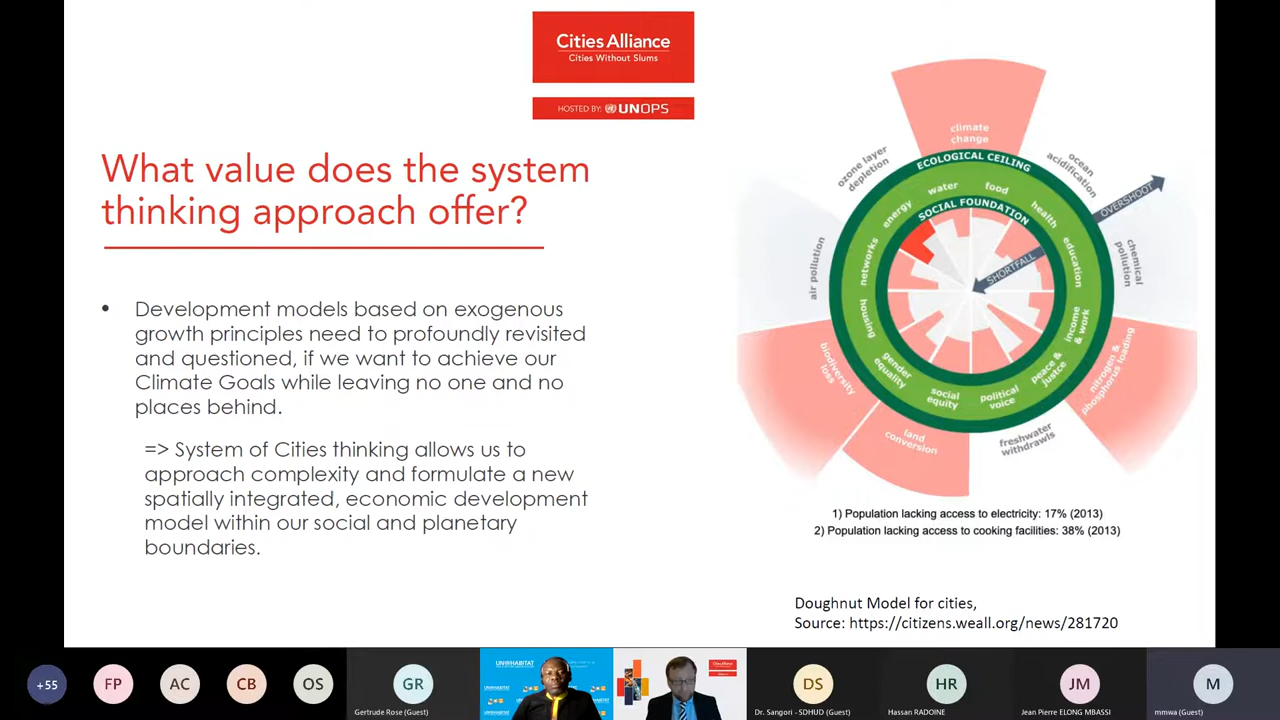 Cities Alliance
Cities Without Slums
HOSTED BY: UNOPS
What value does the system
thinking approach offer?
• Development models based on exogenous
growth principles need to profoundly revisited
and questioned, if we want to achieve our
Climate Goals while leaving no one and no
places behind.
=> System of Cities thinking allows us to
approach complexity and formulate a new
spatially integrated, economic development
model within our social and planetary
boundaries.
climate
change
ozone layer
depletion
ocean
acidification
ECOLOGICAL CEILING
water
food
energy
health
SOCIAL FOUNDATION
OVERSHOOT
networks
education
SHORTFALL
air pollution
chemical
pollution
housing
income
& work
gender
equality
peace &
justce
social
equity
political
voice
biodiversity
loss
nitrogen &
phosphorus loading
land
conversion
freshwater
withdrawls
1) Population lacking access to electricity: 17% (2013)
2) Population lacking access to cooking facilities: 38% (2013)
Doughnut Model for cities,
Source: https://citizens.weall.org/news/281720
+55
FP
AC
CB
OS
GR
Gertrude Rose (Guest)
UN HABITAT
Cities Alliance
DS
Dr. Sangori - SDHUD (Guest)
HR
Hassan RADOINE
JM
Jean Pierre ELONG MBASSI
M
mmwa (Guest)